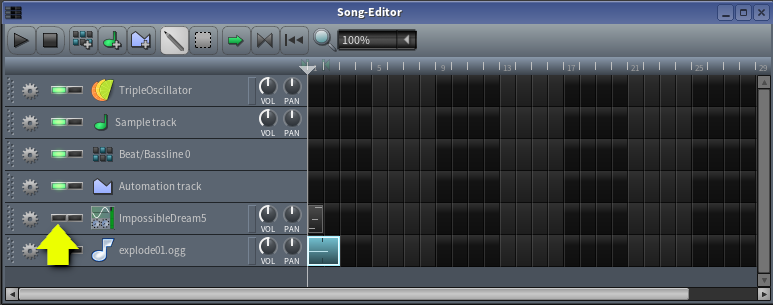 Song-Editor
100%
1 5 9 13 17 21 25 29
TripleOscillator VOL PAN
Sample track VOL PAN
Beat/Bassline 0
Automation track
ImpossibleDream5 VOL PAN
explode01.ogg VOL PAN